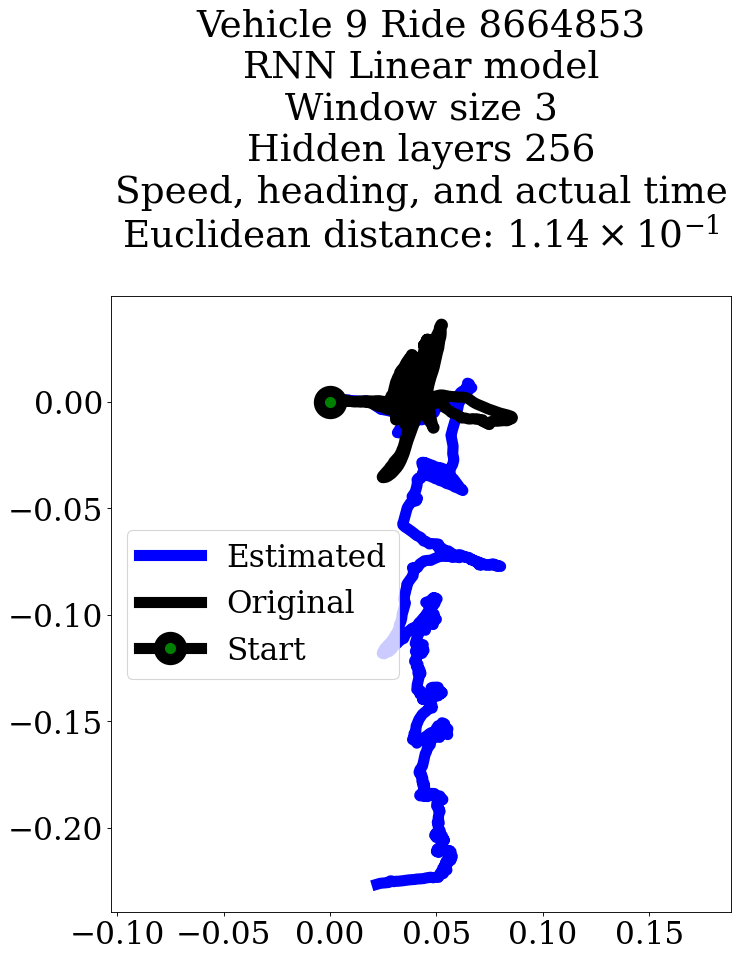 Vehicle 9 Ride 8664853
RNN Linear model
Window size 3
Hidden layers 256
Speed, heading, and actual time
Euclidean distance: 1.14 × 10⁻¹
0.00
−0.05
−0.10
−0.15
−0.20
Estimated
Original
Start
−0.10 −0.05 0.00 0.05 0.10 0.15